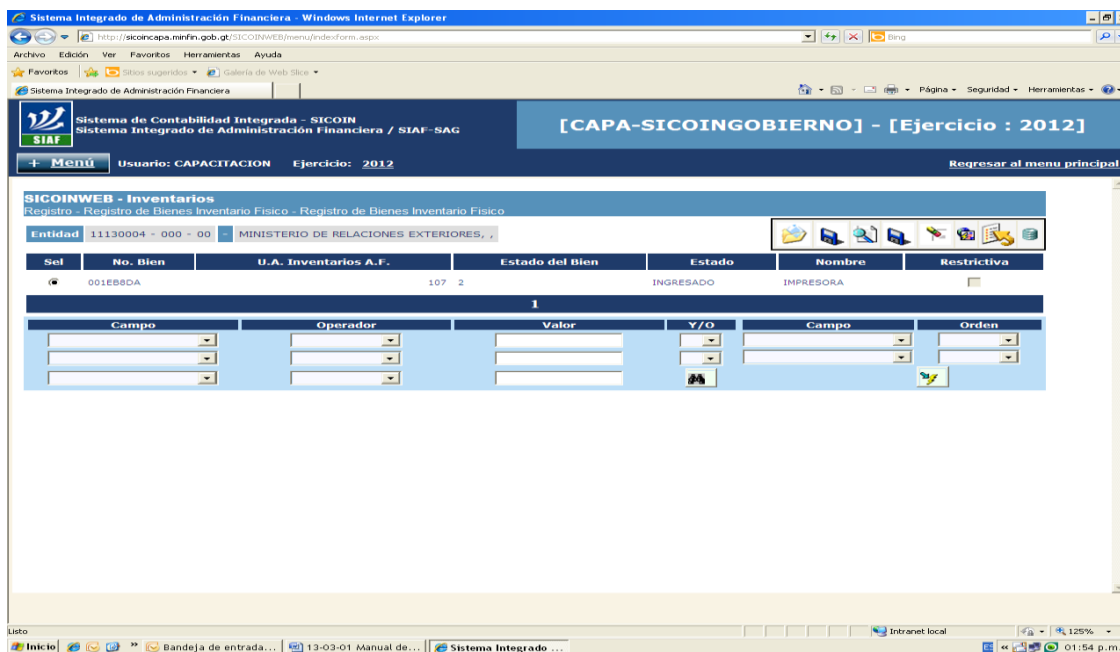 Sistema Integrado de Administración Financiera - Windows Internet Explorer
http://sicoincapa.minfin.gob.gt/SICOINWEB/menu/indexform.aspx Bing
Archivo Edición Ver Favoritos Herramientas Ayuda
Favoritos Sitios sugeridos Galería de Web Slice
Sistema Integrado de Administración Financiera Página Seguridad Herramientas
Sistema de Contabilidad Integrada - SICOIN
Sistema Integrado de Administración Financiera / SIAF-SAG
SIAF
[CAPA-SICOINGOBIERNO] - [Ejercicio : 2012]
+ Menú Usuario: CAPACITACION Ejercicio: 2012 Regresar al menu principal
SICOINWEB - Inventarios
Registro - Registro de Bienes Inventario Fisico - Registro de Bienes Inventario Fisico
Entidad 11130004 - 000 - 00 - MINISTERIO DE RELACIONES EXTERIORES, ,
Sel No. Bien U.A. Inventarios A.F. Estado del Bien Estado Nombre Restrictiva
001EB8DA 107 2 INGRESADO IMPRESORA
1
Campo Operador Valor Y/O Campo Orden
Listo Intranet local 125%
Inicio » Bandeja de entrada... 13-03-01 Manual de... Sistema Integrado ... « 01:54 p.m.